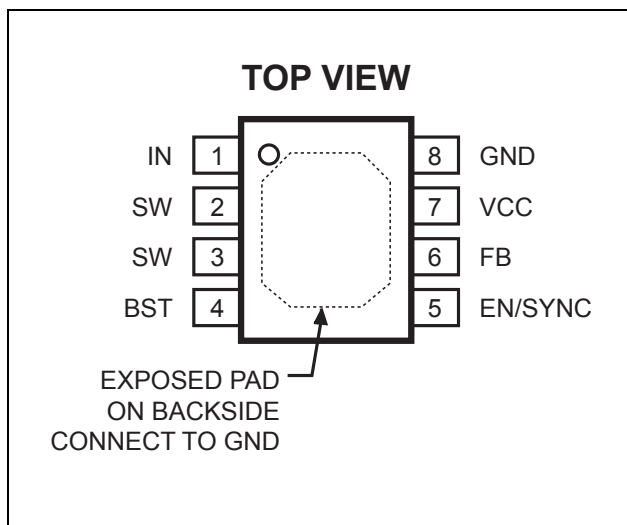 TOP VIEW
IN 1 8 GND
SW 2 7 VCC
SW 3 6 FB
BST 4 5 EN/SYNC
EXPOSED PAD
ON BACKSIDE
CONNECT TO GND